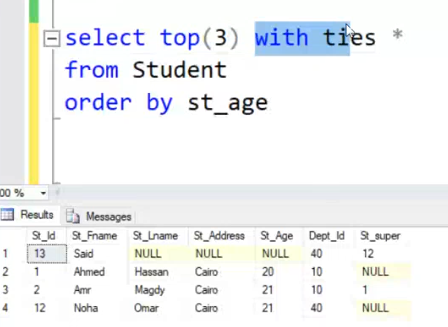 select top(3) with ties *
from Student
order by st_age
00 %
Results Messages
St_Id St_Fname St_Lname St_Address St_Age Dept_Id St_super
1 13 Said NULL NULL NULL 40 12
2 1 Ahmed Hassan Cairo 20 10 NULL
3 2 Amr Magdy Cairo 21 10 1
4 12 Noha Omar Cairo 21 40 NULL